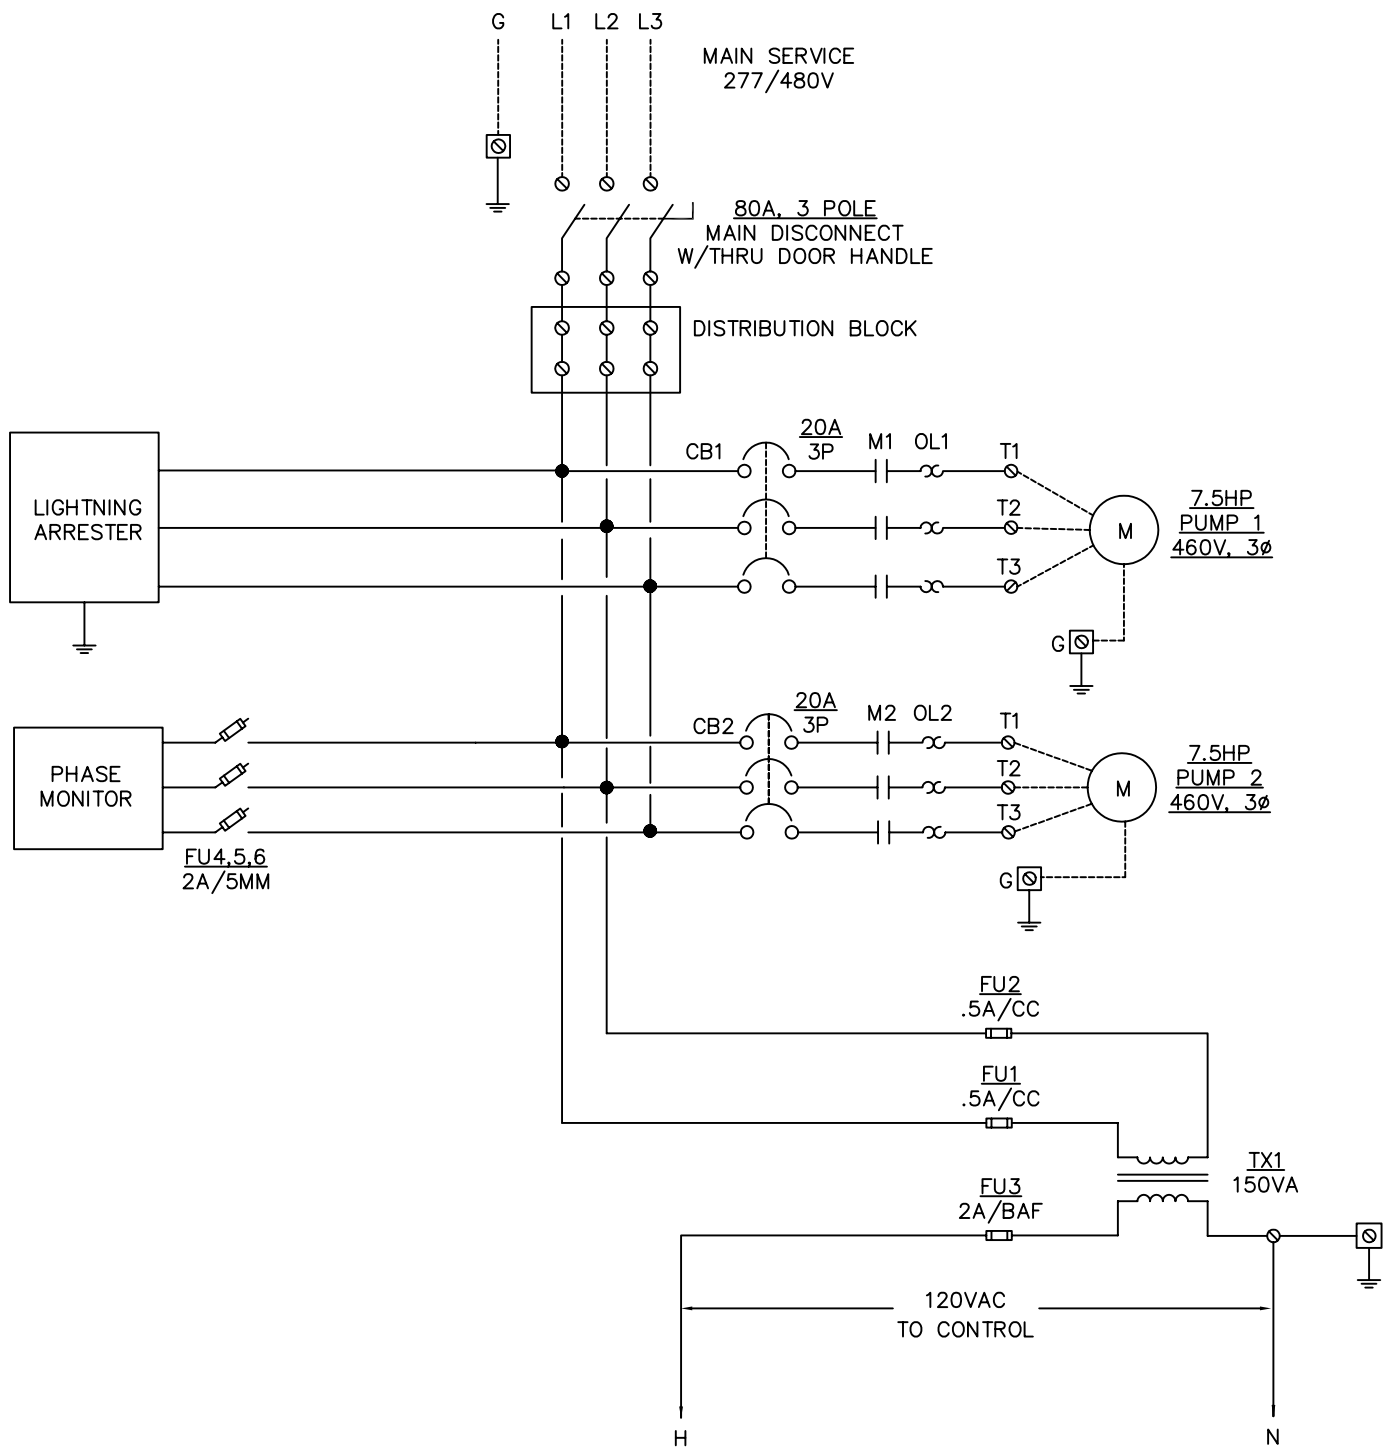 G L1 L2 L3
MAIN SERVICE
277/480V
80A, 3 POLE
MAIN DISCONNECT
W/THRU DOOR HANDLE
DISTRIBUTION BLOCK
LIGHTNING
ARRESTER
CB1
20A
3P
M1
OL1
T1
T2
T3
M
7.5HP
PUMP 1
460V, 3ø
G
PHASE
MONITOR
FU4,5,6
2A/5MM
CB2
20A
3P
M2
OL2
T1
T2
T3
M
7.5HP
PUMP 2
460V, 3ø
G
FU2
.5A/CC
FU1
.5A/CC
TX1
150VA
FU3
2A/BAF
120VAC
TO CONTROL
H
N